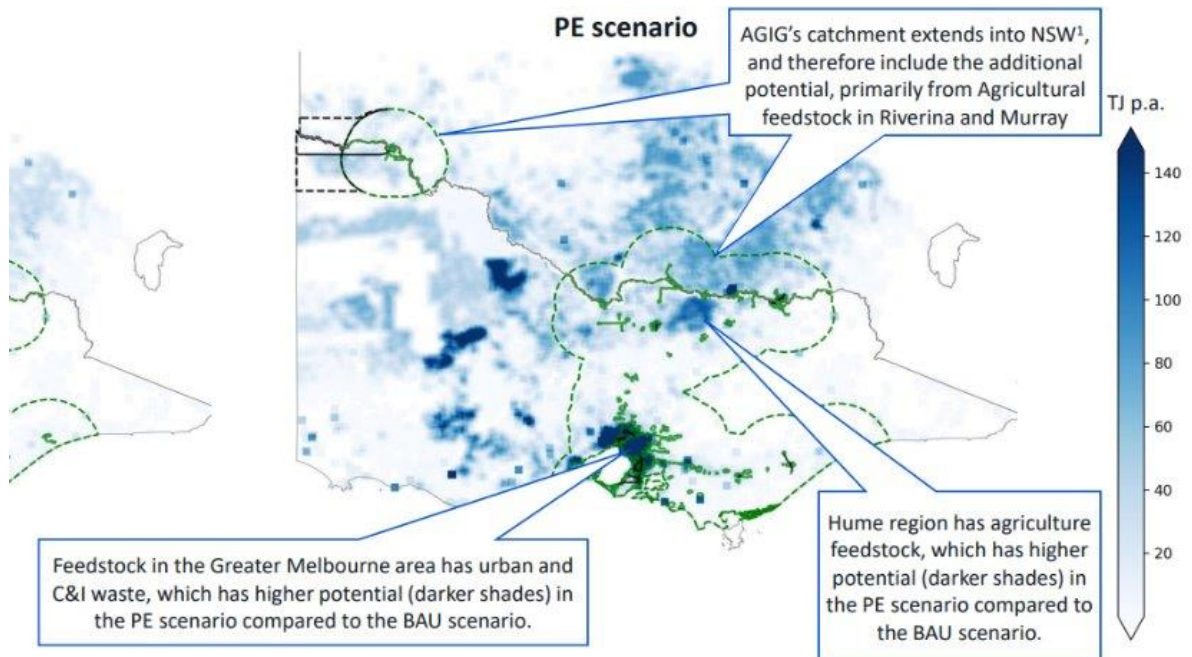 PE scenario
AGIG's catchment extends into NSW¹,
and therefore include the additional
potential, primarily from Agricultural
feedstock in Riverina and Murray
TJ p.a.
140
120
100
80
60
40
20
Feedstock in the Greater Melbourne area has urban and
C&I waste, which has higher potential (darker shades) in
the PE scenario compared to the BAU scenario.
Hume region has agriculture
feedstock, which has higher
potential (darker shades) in
the PE scenario compared to
the BAU scenario.